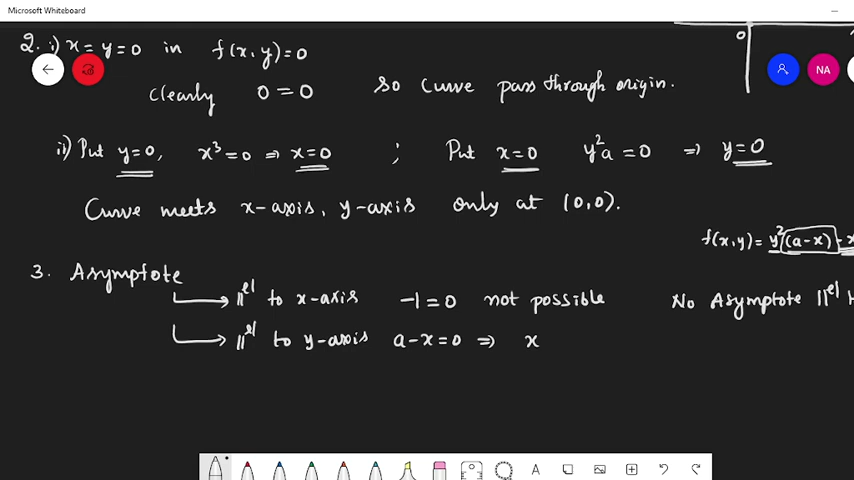 Microsoft Whiteboard
0
2. i) x = y = 0 in f(x,y)=0
NA
clearly 0 = 0 so curve pass through origin.
ii) Put y=0, x³=0 ⇒ x=0 ; Put x=0 y²a = 0 ⇒ y=0
Curve meets x-axis, y-axis only at (0,0).
f(x,y) = y²(a-x) - x
3. Asymptote
||el to x-axis -1 = 0 not possible No Asymptote ||el
||el to y-axis a-x=0 ⇒ x
A